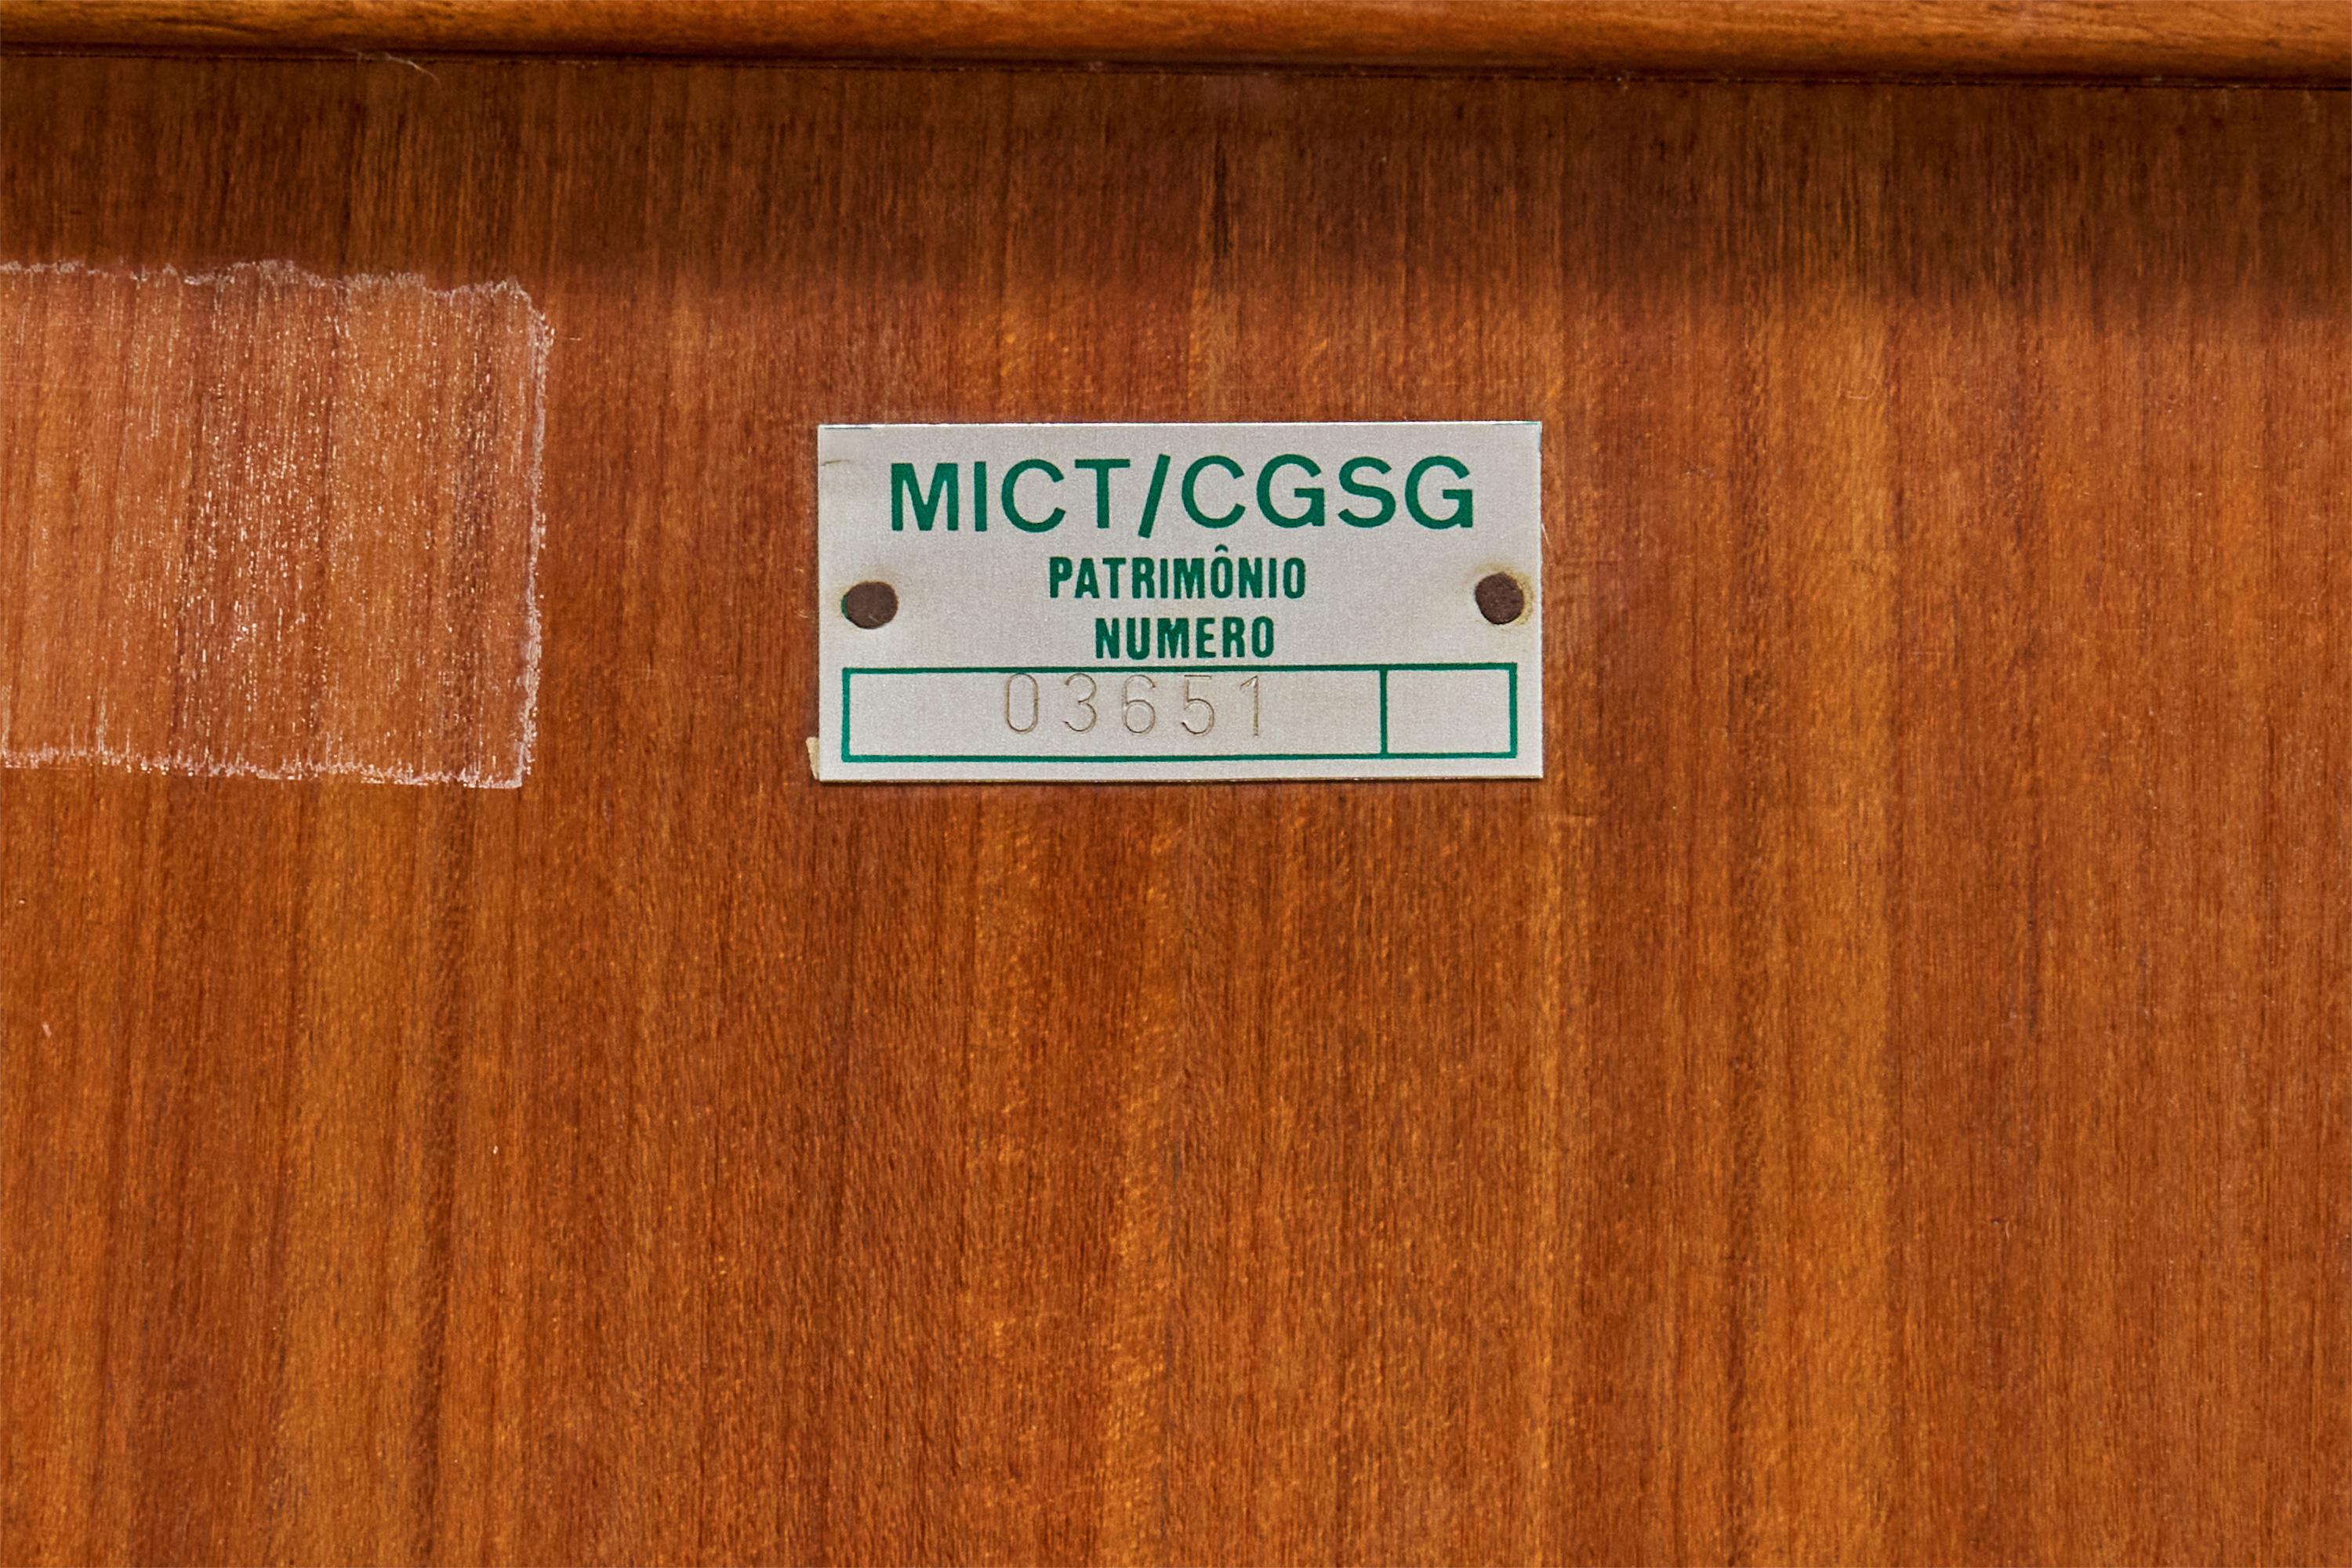 MICT/CGSG
PATRIMÔNIO
NUMERO
03651